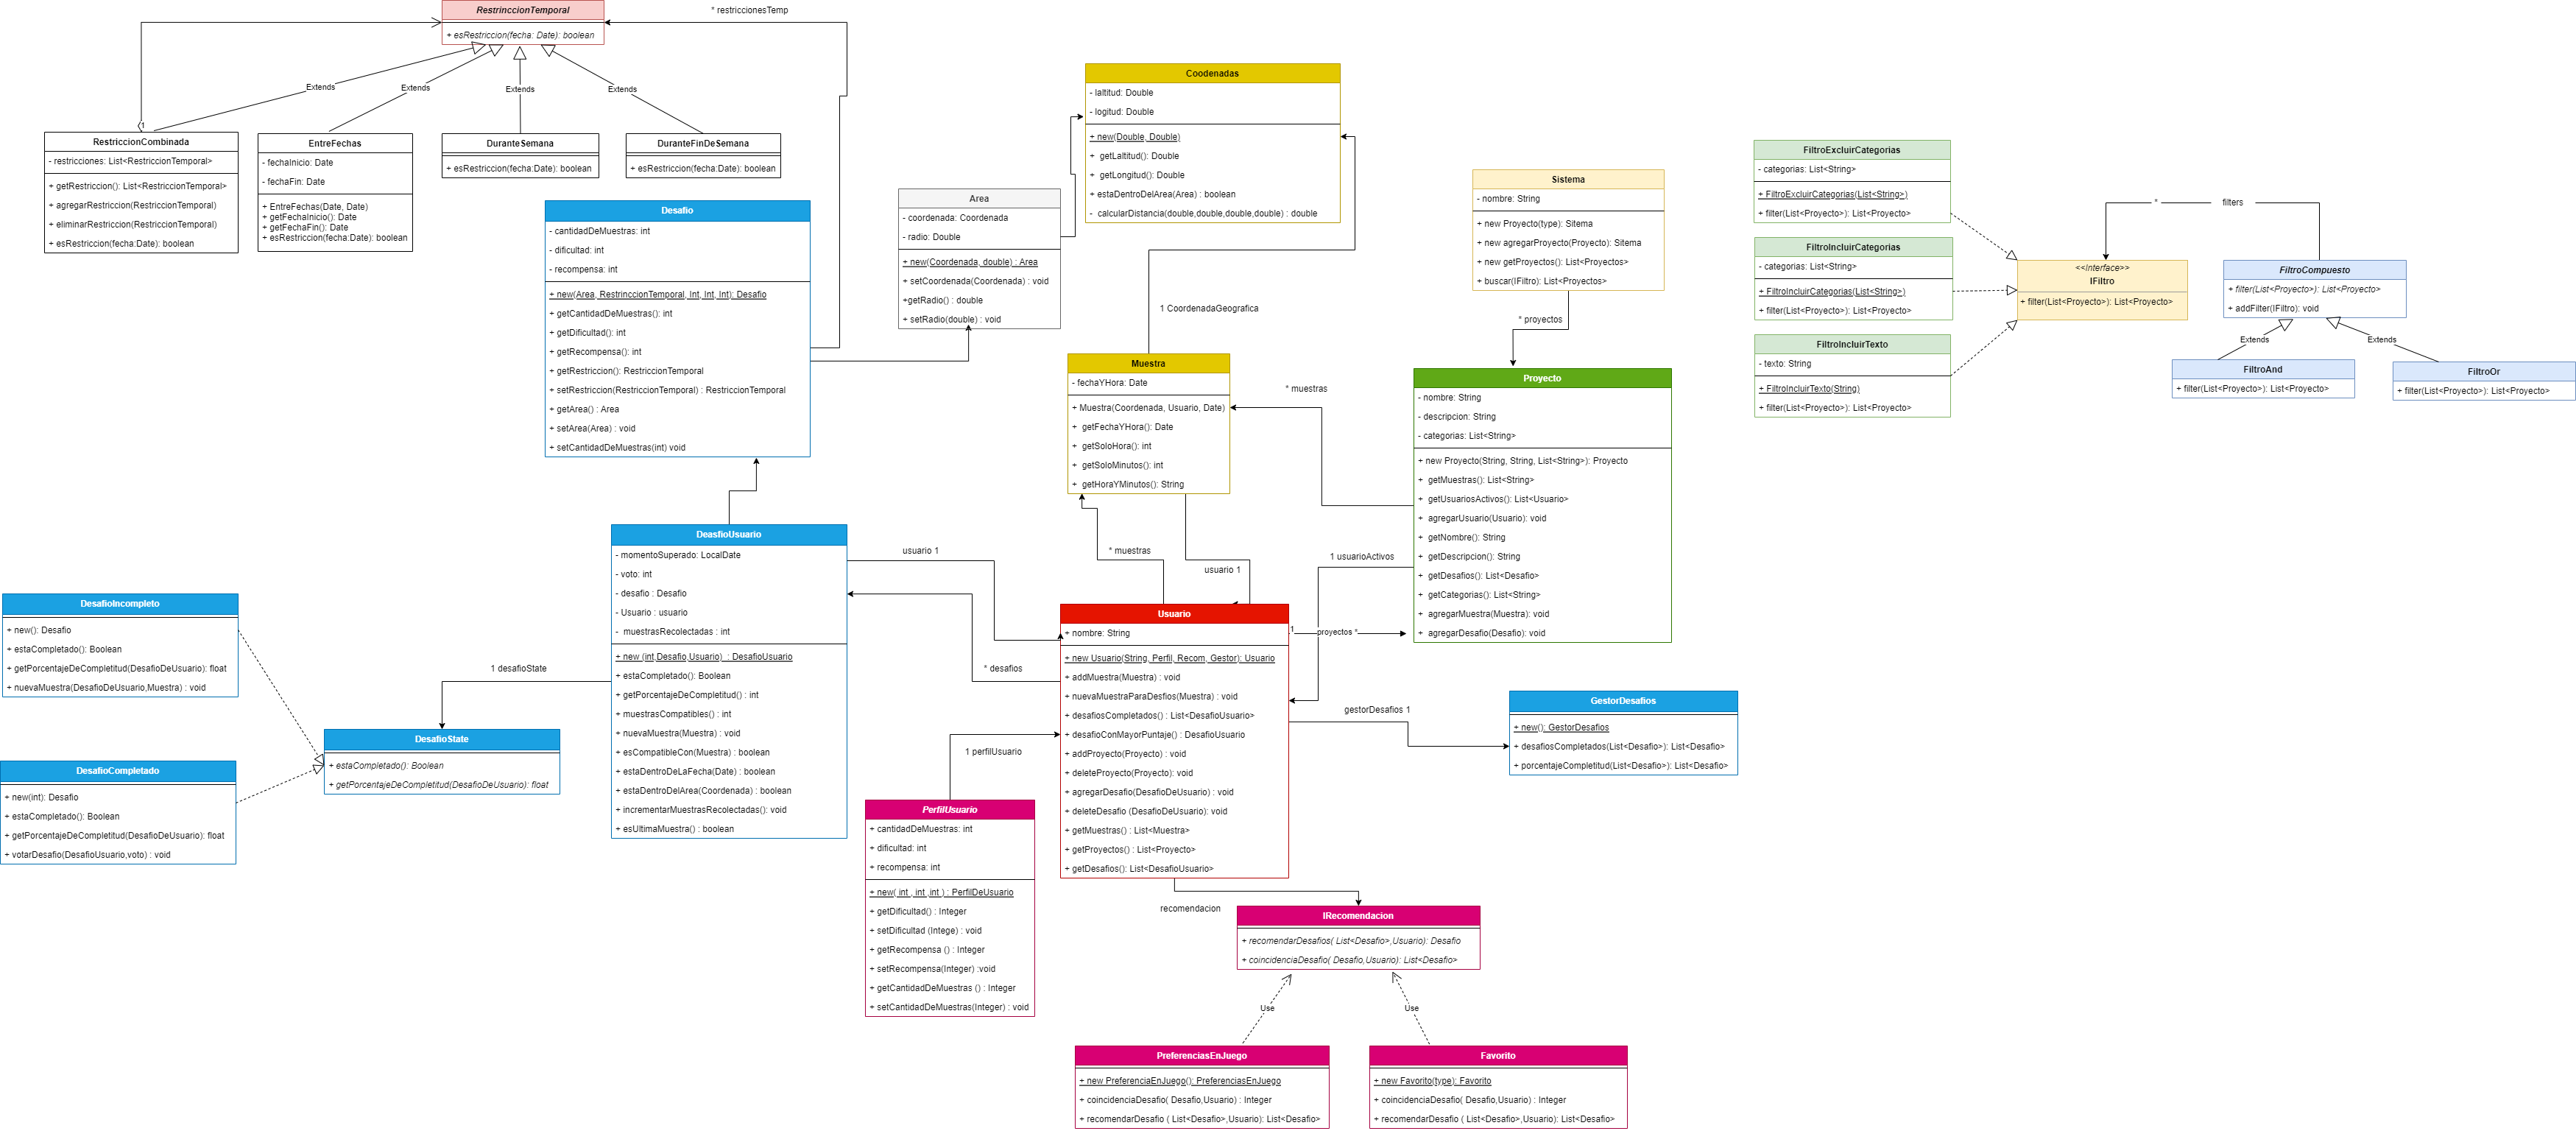 RestrinccionTemporal
+ esRestriccion(fecha: Date): boolean
* restriccionesTemp
Extends
Extends
Extends
Extends
1
RestriccionCombinada
- restricciones: List<RestriccionTemporal>
+ getRestriccion(): List<RestriccionTemporal>
+ agregarRestriccion(RestriccionTemporal)
+ eliminarRestriccion(RestriccionTemporal)
+ esRestriccion(fecha:Date): boolean
EntreFechas
- fechaInicio: Date
- fechaFin: Date
+ EntreFechas(Date, Date)
+ getFechaInicio(): Date
+ getFechaFin(): Date
+ esRestriccion(fecha:Date): boolean
DuranteSemana
+ esRestriccion(fecha:Date): boolean
DuranteFinDeSemana
+ esRestriccion(fecha:Date): boolean
Desafio
- cantidadDeMuestras: int
- dificultad: int
- recompensa: int
+ new(Area, RestrinccionTemporal, Int, Int, Int): Desafio
+ getCantidadDeMuestras(): int
+ getDificultad(): int
+ getRecompensa(): int
+ getRestriccion(): RestriccionTemporal
+ setRestriccion(RestriccionTemporal) : RestriccionTemporal
+ getArea() : Area
+ setArea(Area) : void
+ setCantidadDeMuestras(int) void
Area
- coordenada: Coordenada
- radio: Double
+ new(Coordenada, double) : Area
+ setCoordenada(Coordenada) : void
+getRadio() : double
+ setRadio(double) : void
Coodenadas
- laltitud: Double
- logitud: Double
+ new(Double, Double)
+ getLaltitud(): Double
+ getLongitud(): Double
+ estaDentroDelArea(Area) : boolean
- calcularDistancia(double,double,double,double) : double
1 CoordenadaGeografica
Sistema
- nombre: String
+ new Proyecto(type): Sitema
+ new agregarProyecto(Proyecto): Sitema
+ new getProyectos(): List<Proyectos>
+ buscar(IFiltro): List<Proyectos>
* proyectos
FiltroExcluirCategorias
- categorias: List<String>
+ FiltroExcluirCategorias(List<String>)
+ filter(List<Proyecto>): List<Proyecto>
FiltroIncluirCategorias
- categorias: List<String>
+ FiltroIncluirCategorias(List<String>)
+ filter(List<Proyecto>): List<Proyecto>
FiltroIncluirTexto
- texto: String
+ FiltroIncluirTexto(String)
+ filter(List<Proyecto>): List<Proyecto>
* filters
<<Interface>>
IFiltro
+ filter(List<Proyecto>): List<Proyecto>
FiltroCompuesto
+ filter(List<Proyecto>): List<Proyecto>
+ addFilter(IFiltro): void
Extends
Extends
FiltroAnd
+ filter(List<Proyecto>): List<Proyecto>
FiltroOr
+ filter(List<Proyecto>): List<Proyecto>
Muestra
- fechaYHora: Date
+ Muestra(Coordenada, Usuario, Date)
+ getFechaYHora(): Date
+ getSoloHora(): int
+ getSoloMinutos(): int
+ getHoraYMinutos(): String
* muestras
Proyecto
- nombre: String
- descripcion: String
- categorias: List<String>
+ new Proyecto(String, String, List<String>): Proyecto
+ getMuestras(): List<String>
+ getUsuariosActivos(): List<Usuario>
+ agregarUsuario(Usuario): void
+ getNombre(): String
+ getDescripcion(): String
+ getDesafios(): List<Desafio>
+ getCategorias(): List<String>
+ agregarMuestra(Muestra): void
+ agregarDesafio(Desafio): void
* muestras
usuario 1
1 usuarioActivos
DeasfioUsuario
- momentoSuperado: LocalDate
- voto: int
- desafio : Desafio
- Usuario : usuario
- muestrasRecolectadas : int
+ new (int,Desafio,Usuario) : DesafioUsuario
+ estaCompletado(): Boolean
+ getPorcentajeDeCompletitud() : int
+ muestrasCompatibles() : int
+ nuevaMuestra(Muestra) : void
+ esCompatibleCon(Muestra) : boolean
+ estaDentroDeLaFecha(Date) : boolean
+ estaDentroDelArea(Coordenada) : boolean
+ incrementarMuestrasRecolectadas(): void
+ esUltimaMuestra() : boolean
usuario 1
* desafios
1 desafioState
DesafioIncompleto
+ new(): Desafio
+ estaCompletado(): Boolean
+ getPorcentajeDeCompletitud(DesafioDeUsuario): float
+ nuevaMuestra(DesafioDeUsuario,Muestra) : void
DesafioCompletado
+ new(int): Desafio
+ estaCompletado(): Boolean
+ getPorcentajeDeCompletitud(DesafioDeUsuario): float
+ votarDesafio(DesafioUsuario,voto) : void
DesafioState
+ estaCompletado(): Boolean
+ getPorcentajeDeCompletitud(DesafioDeUsuario): float
Usuario
+ nombre: String
+ new Usuario(String, Perfil, Recom, Gestor): Usuario
+ addMuestra(Muestra) : void
+ nuevaMuestraParaDesfios(Muestra) : void
+ desafiosCompletados() : List<DesafioUsuario>
+ desafioConMayorPuntaje() : DesafioUsuario
+ addProyecto(Proyecto) : void
+ deleteProyecto(Proyecto): void
+ agregarDesafio(DesafioDeUsuario) : void
+ deleteDesafio (DesafioDeUsuario): void
+ getMuestras() : List<Muestra>
+ getProyectos() : List<Proyecto>
+ getDesafios(): List<DesafioUsuario>
1
proyectos *
gestorDesafios 1
GestorDesafios
+ new(): GestorDesafios
+ desafiosCompletados(List<Desafio>): List<Desafio>
+ porcentajeCompletitud(List<Desafio>): List<Desafio>
1 perfilUsuario
PerfilUsuario
+ cantidadDeMuestras: int
+ dificultad: int
+ recompensa: int
+ new( int , int ,int ) : PerfilDeUsuario
+ getDificultad() : Integer
+ setDificultad (Intege) : void
+ getRecompensa () : Integer
+ setRecompensa(Integer) :void
+ getCantidadDeMuestras () : Integer
+ setCantidadDeMuestras(Integer) : void
recomendacion
IRecomendacion
+ recomendarDesafios( List<Desafio>,Usuario): Desafio
+ coincidenciaDesafio( Desafio,Usuario): List<Desafio>
Use
Use
PreferenciasEnJuego
+ new PreferenciaEnJuego(): PreferenciasEnJuego
+ coincidenciaDesafio( Desafio,Usuario) : Integer
+ recomendarDesafio ( List<Desafio>,Usuario): List<Desafio>
Favorito
+ new Favorito(type): Favorito
+ coincidenciaDesafio( Desafio,Usuario) : Integer
+ recomendarDesafio ( List<Desafio>,Usuario): List<Desafio>